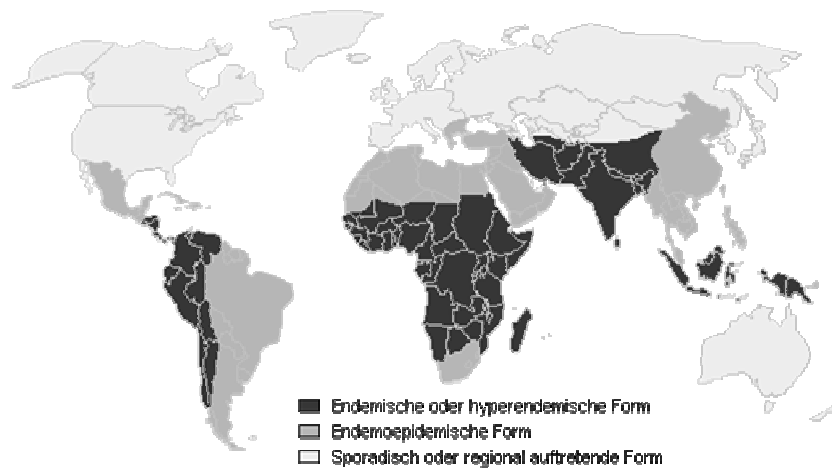 Endemische oder hyperendemische Form
Endemoepidemische Form
Sporadisch oder regional auftretende Form